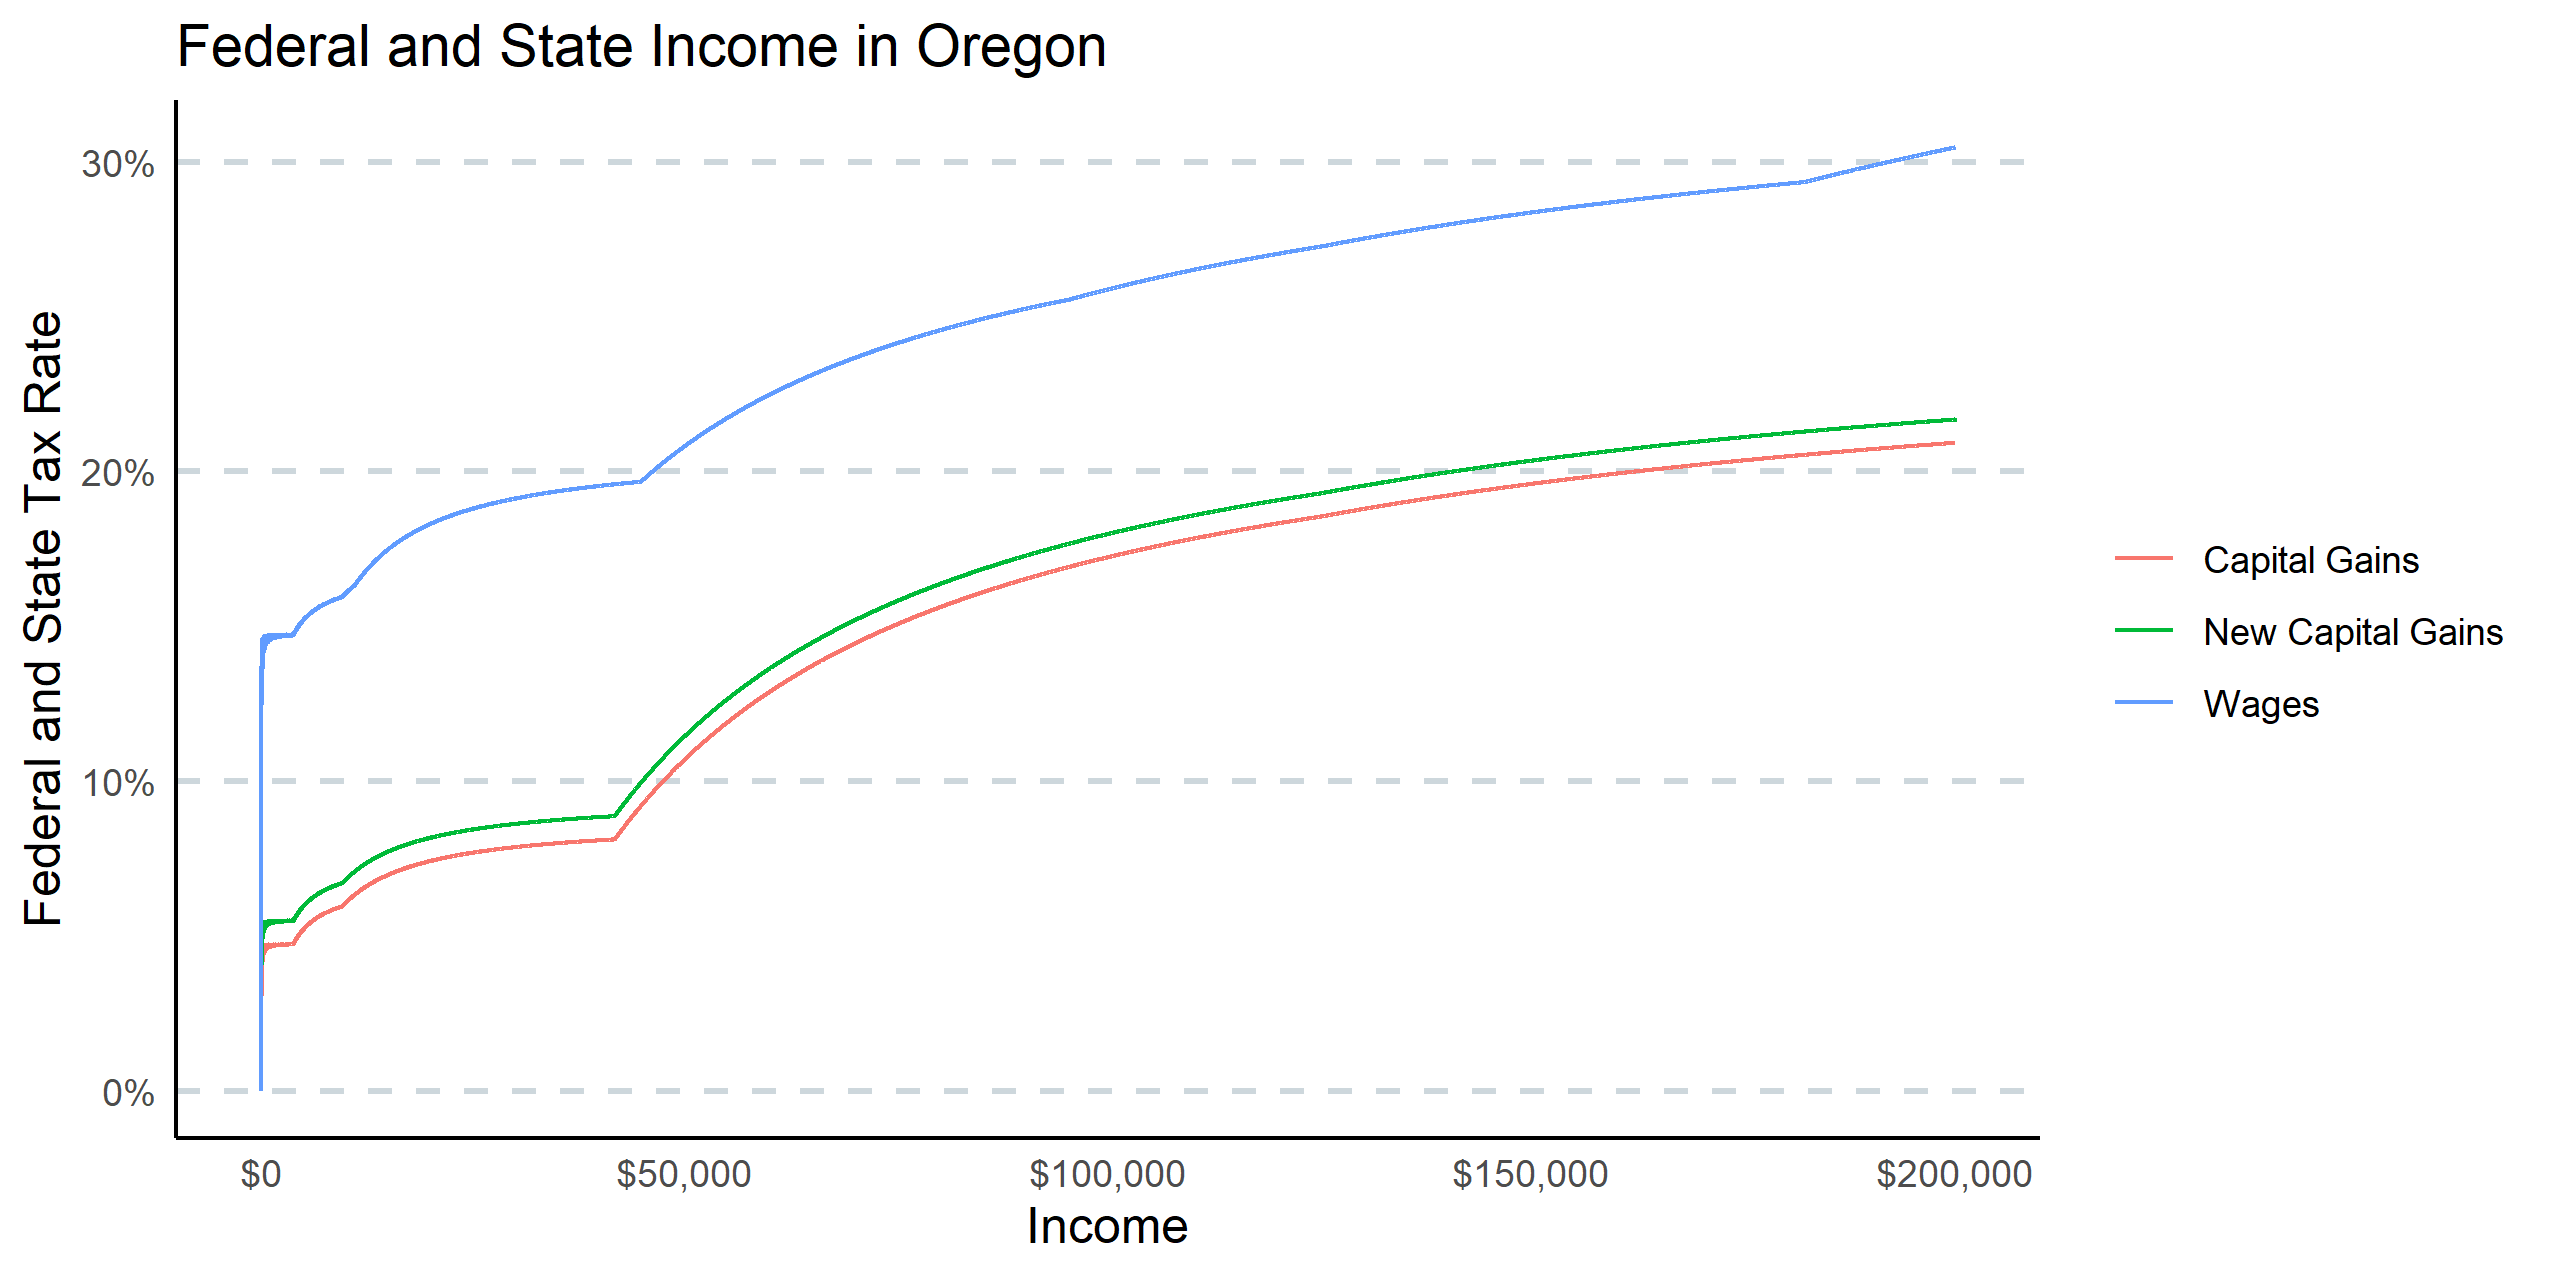 Federal and State Income in Oregon
Federal and State Tax Rate
30%
20%
10%
0%
$0
$50,000
$100,000
$150,000
$200,000
Income
Capital Gains
New Capital Gains
Wages